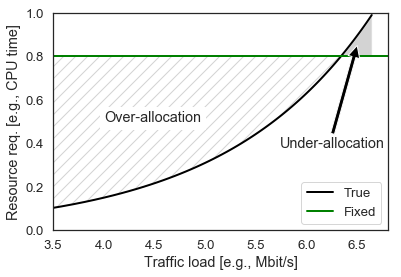 Resource req. [e.g., CPU time]
1.0
0.8
0.6
0.4
0.2
0.0
Over-allocation
Under-allocation
True
Fixed
3.5 4.0 4.5 5.0 5.5 6.0 6.5
Traffic load [e.g., Mbit/s]